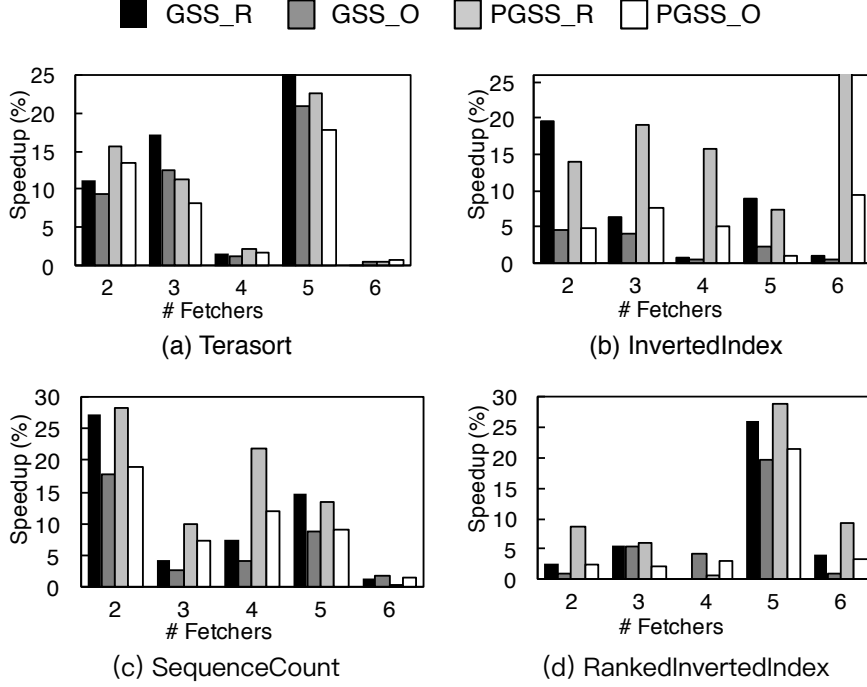 GSS_R GSS_O PGSS_R PGSS_O
Speedup (%)
25
20
15
10
5
0
2 3 4 5 6
# Fetchers
(a) Terasort
Speedup (%)
25
20
15
10
5
0
2 3 4 5 6
# Fetchers
(b) InvertedIndex
Speedup (%)
30
25
20
15
10
5
0
2 3 4 5 6
# Fetchers
(c) SequenceCount
Speedup (%)
30
25
20
15
10
5
0
2 3 4 5 6
# Fetchers
(d) RankedInvertedIndex